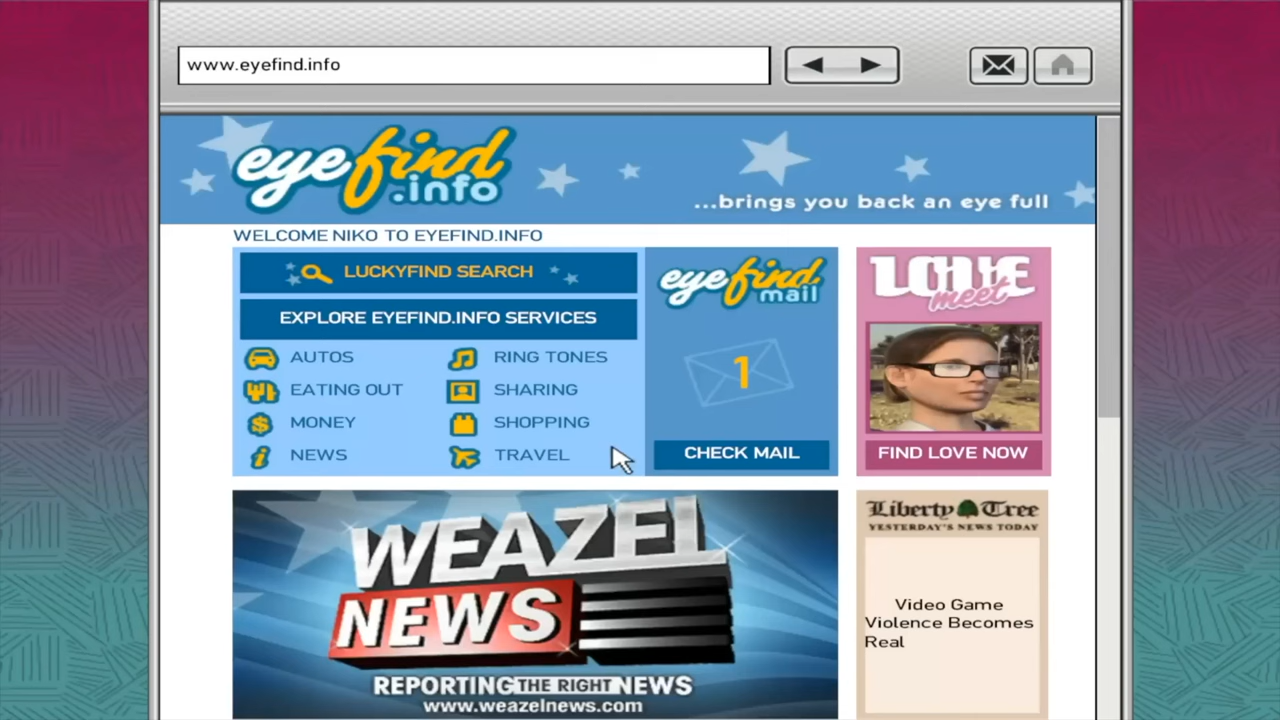 www.eyefind.info
eyefind
.info
...brings you back an eye full
WELCOME NIKO TO EYEFIND.INFO
LUCKYFIND SEARCH
EXPLORE EYEFIND.INFO SERVICES
AUTOS
RING TONES
EATING OUT
SHARING
MONEY
SHOPPING
NEWS
TRAVEL
eyefind
mail
1
CHECK MAIL
LOVE
meet
FIND LOVE NOW
WEAZEL
NEWS
REPORTING THE RIGHT NEWS
www.weazelnews.com
Liberty Tree
YESTERDAY'S NEWS TODAY
Video Game
Violence Becomes
Real